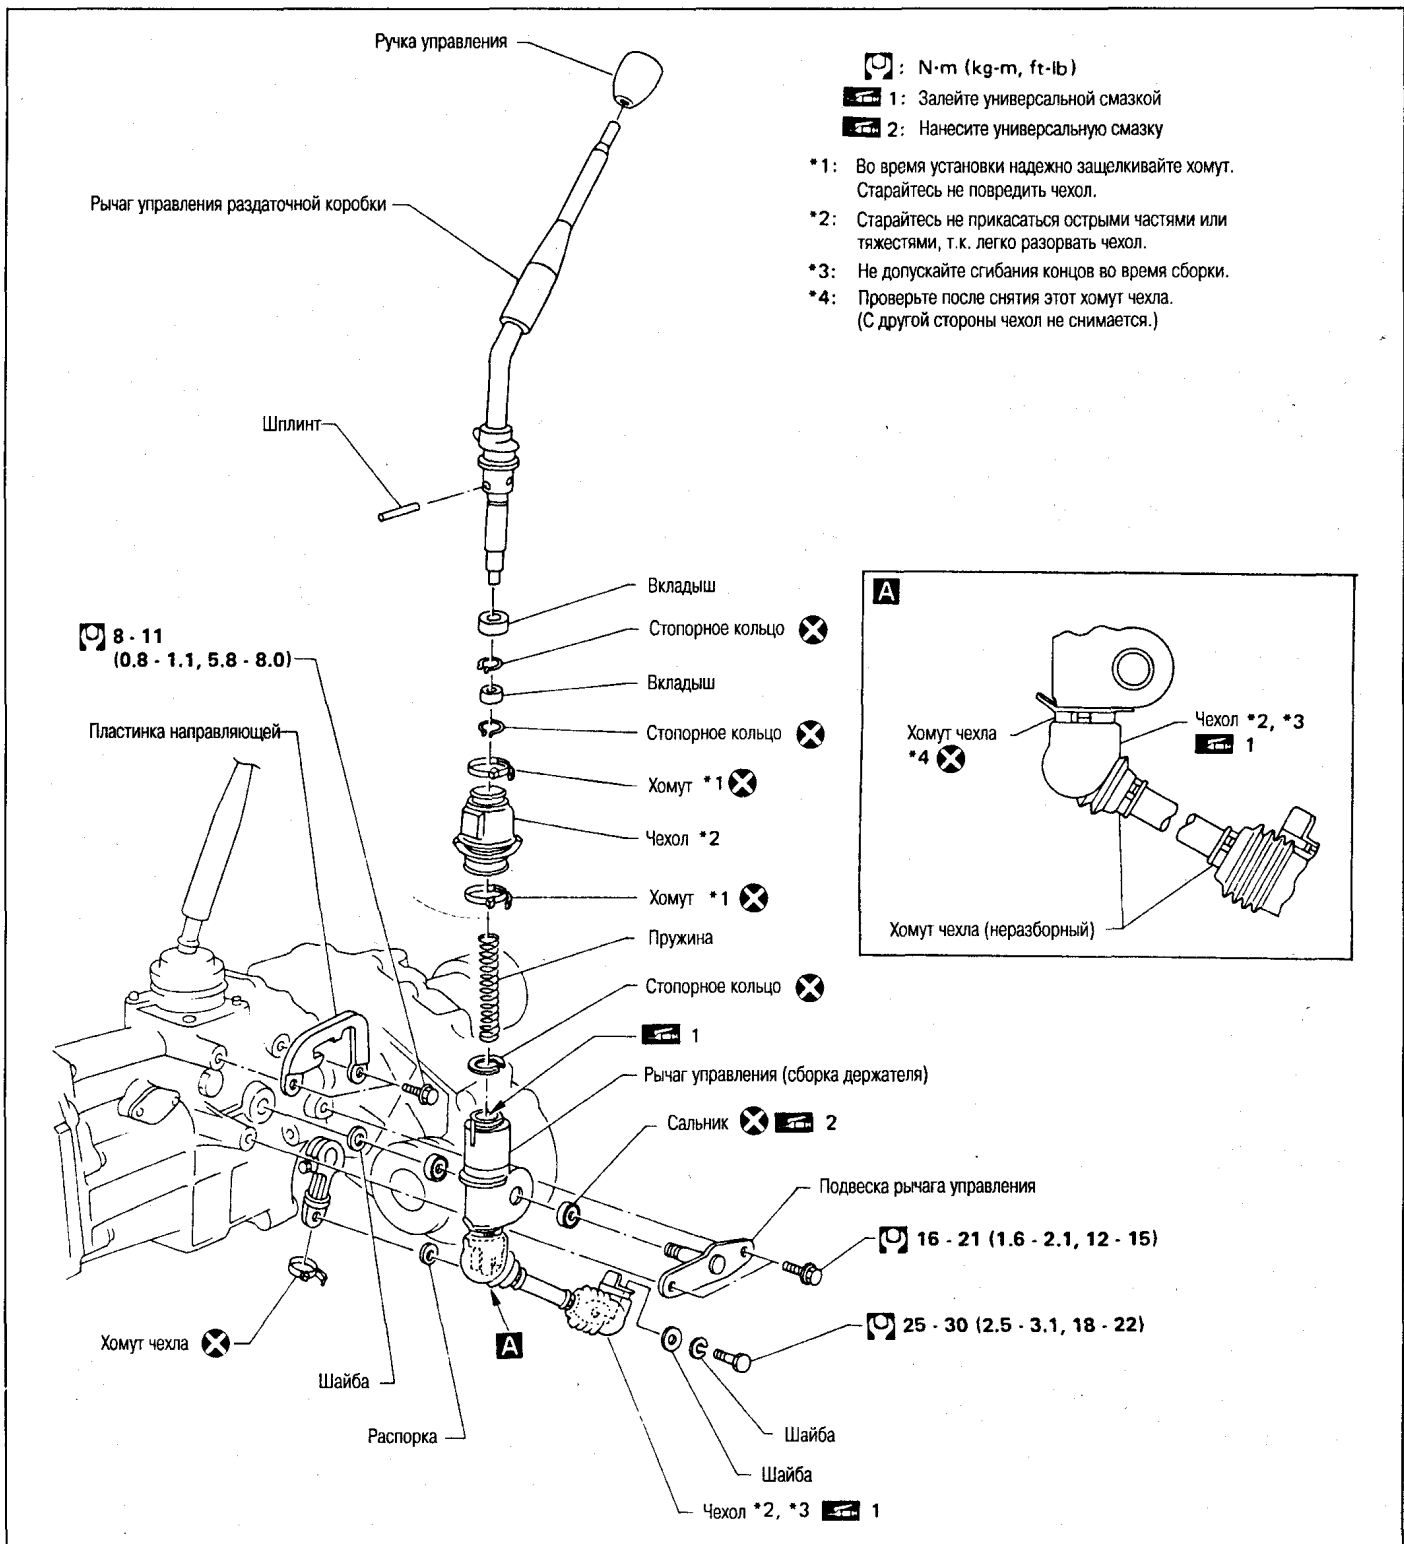 Ручка управления
: N·m (kg-m, ft-lb)
1: Залейте универсальной смазкой
2: Нанесите универсальную смазку
*1: Во время установки надежно защелкивайте хомут.
Старайтесь не повредить чехол.
*2: Старайтесь не прикасаться острыми частями или
тяжестями, т.к. легко разорвать чехол.
*3: Не допускайте сгибания концов во время сборки.
*4: Проверьте после снятия этот хомут чехла.
(С другой стороны чехол не снимается.)
Рычаг управления раздаточной коробки
Шплинт
Вкладыш
Стопорное кольцо
Вкладыш
Стопорное кольцо
Хомут *1
Чехол *2
Хомут *1
Пружина
Стопорное кольцо
1
Рычаг управления (сборка держателя)
Сальник 2
8 - 11
(0.8 - 1.1, 5.8 - 8.0)
Пластинка направляющей
A
Хомут чехла
*4
Чехол *2, *3
1
Хомут чехла (неразборный)
Подвеска рычага управления
16 - 21 (1.6 - 2.1, 12 - 15)
25 - 30 (2.5 - 3.1, 18 - 22)
A
Хомут чехла
Шайба
Распорка
Шайба
Шайба
Чехол *2, *3 1